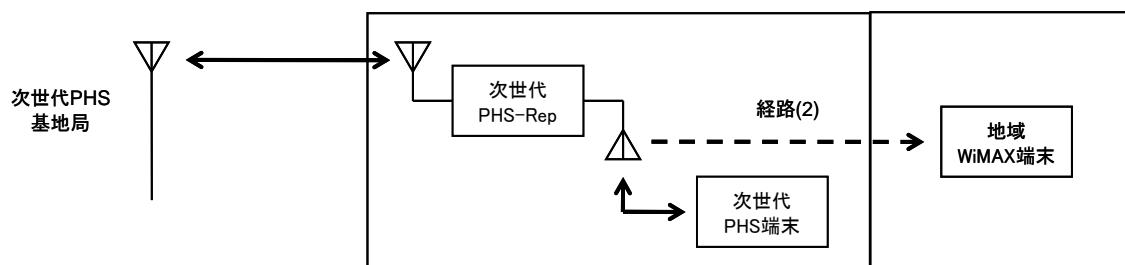 次世代PHS
基地局
次世代
PHS-Rep
経路(2)
地域
WiMAX端末
次世代
PHS端末